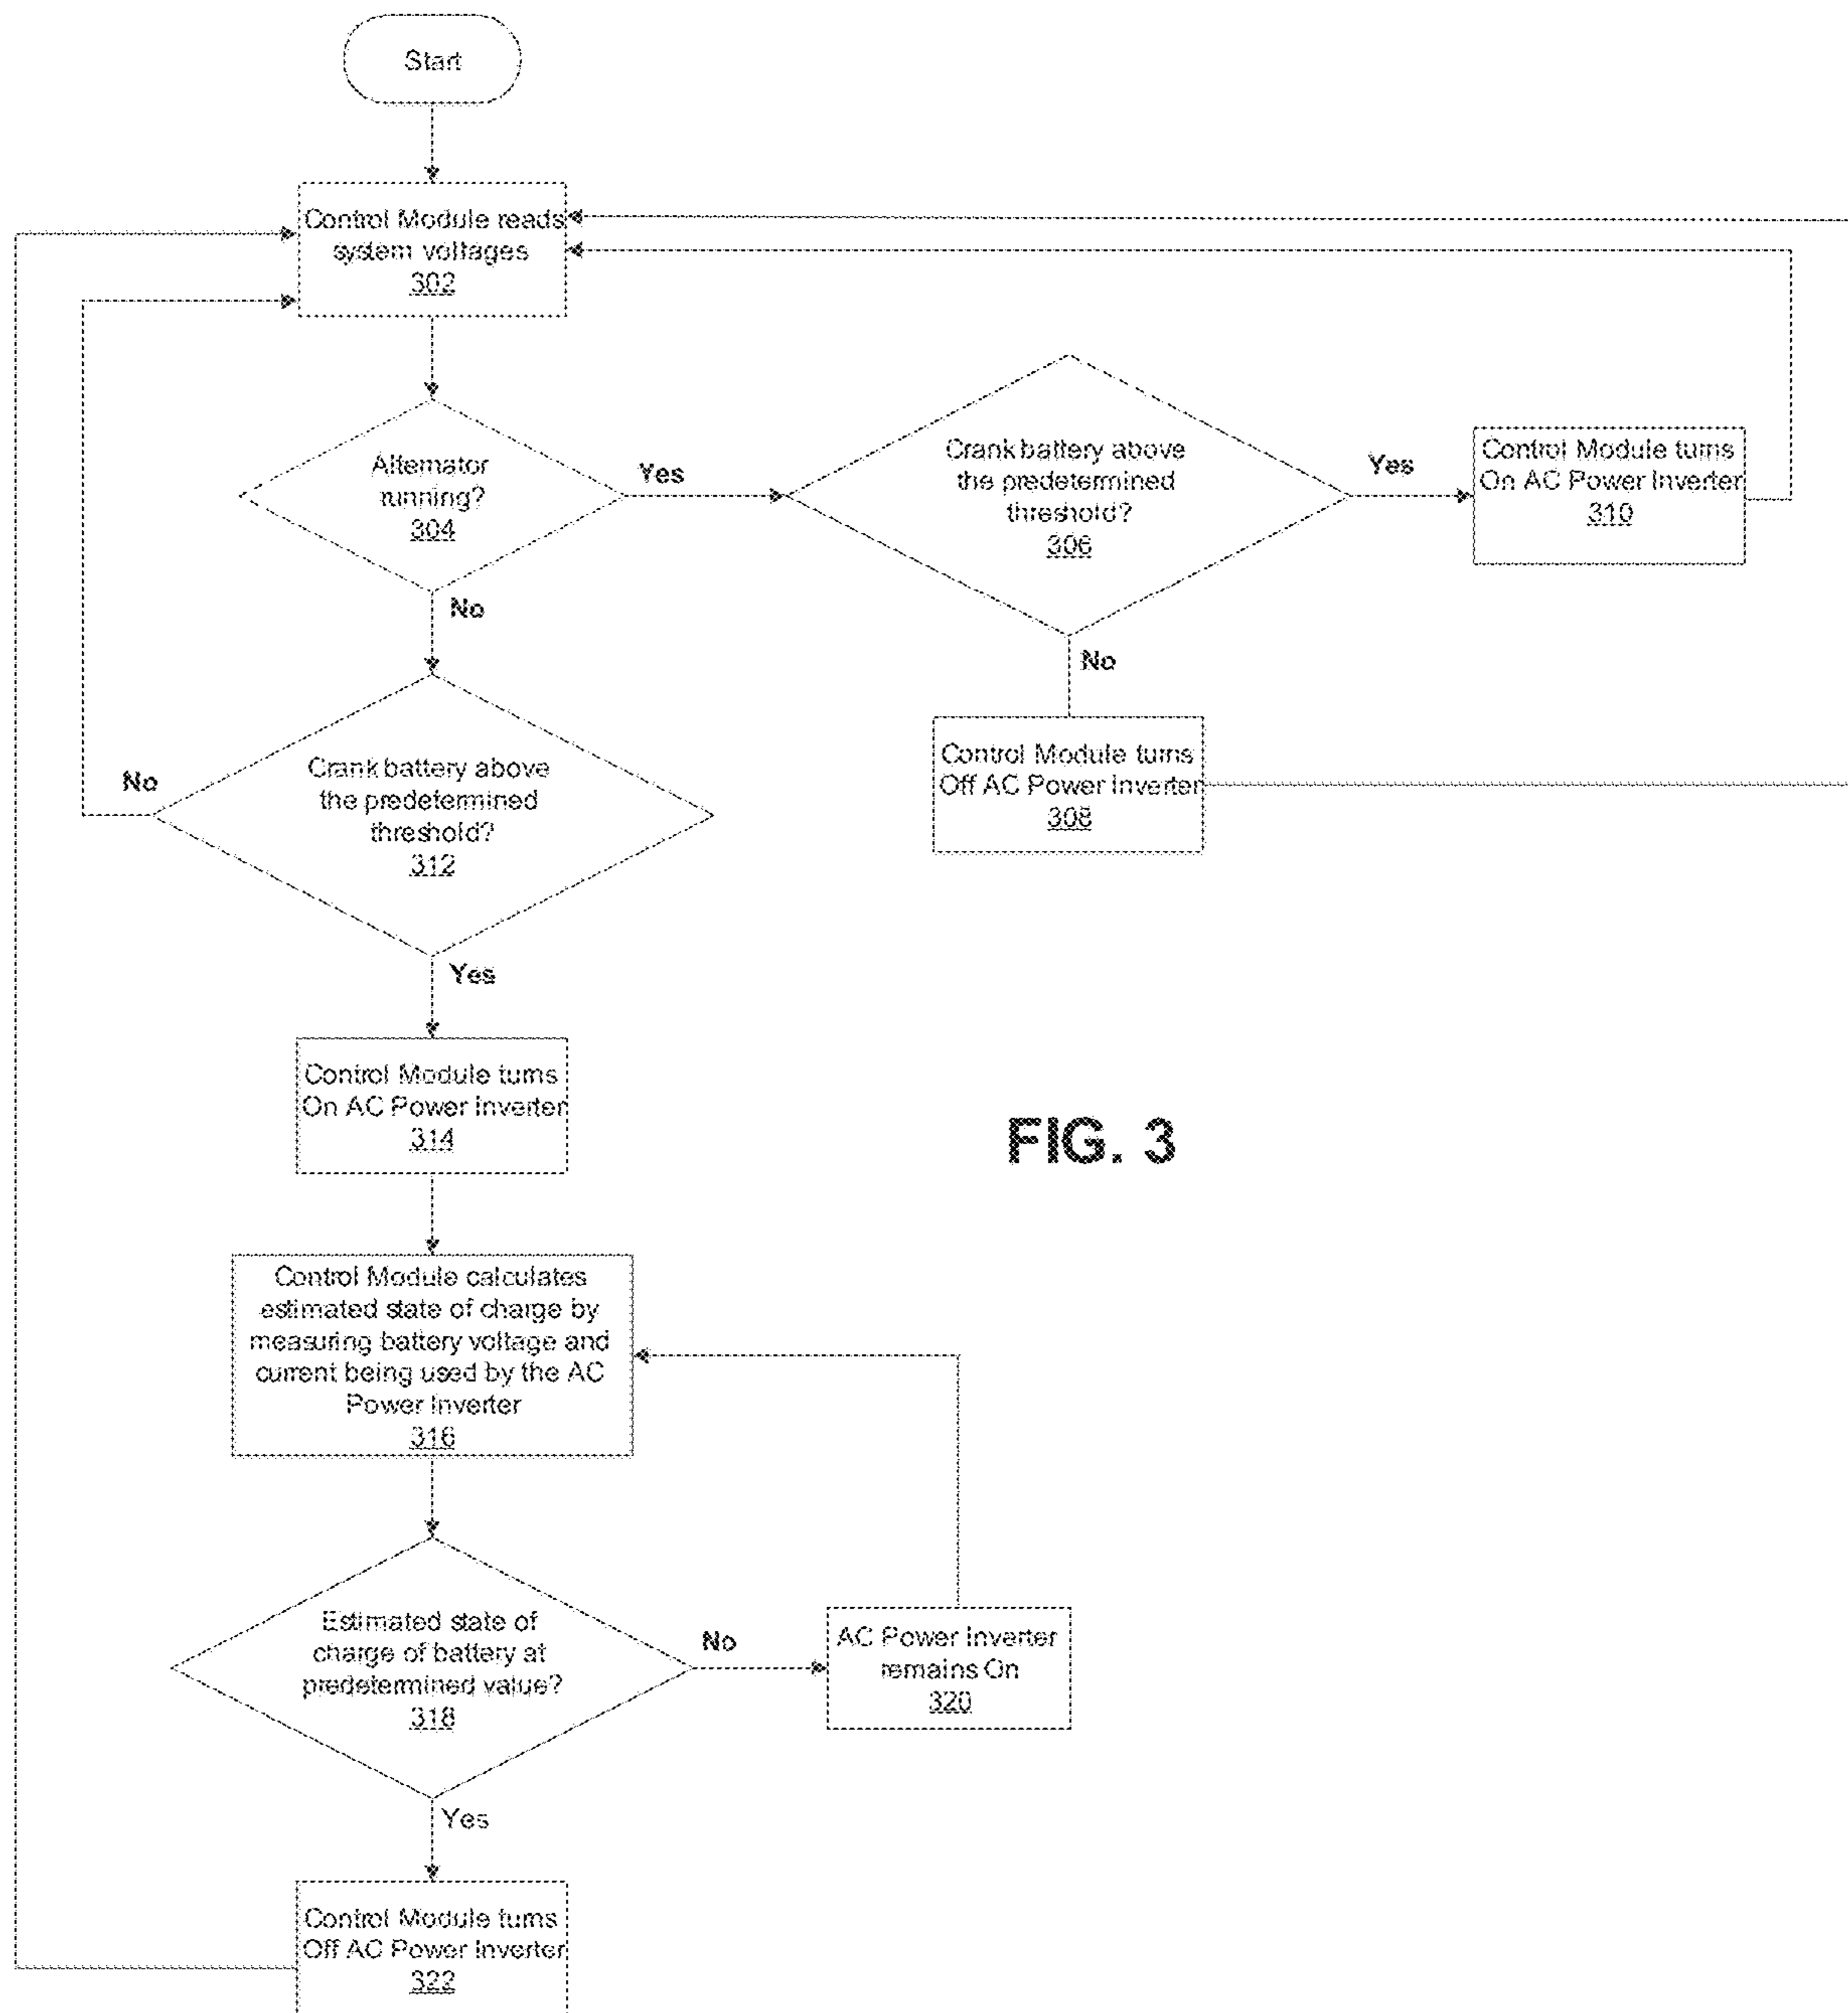 Start
Control Module reads
system voltages
302
Alternator
running?
304
Yes
Crank battery above
the predetermined
threshold?
306
Yes
Control Module turns
On AC Power Inverter
310
No
No
Control Module turns
Off AC Power Inverter
308
No
Crank battery above
the predetermined
threshold?
312
Yes
Control Module turns
On AC Power Inverter
314
FIG. 3
Control Module calculates
estimated state of charge by
measuring battery voltage and
current being used by the AC
Power Inverter
316
Estimated state of
charge of battery at
predetermined value?
318
No
AC Power Inverter
remains On
320
Yes
Control Module turns
Off AC Power Inverter
322